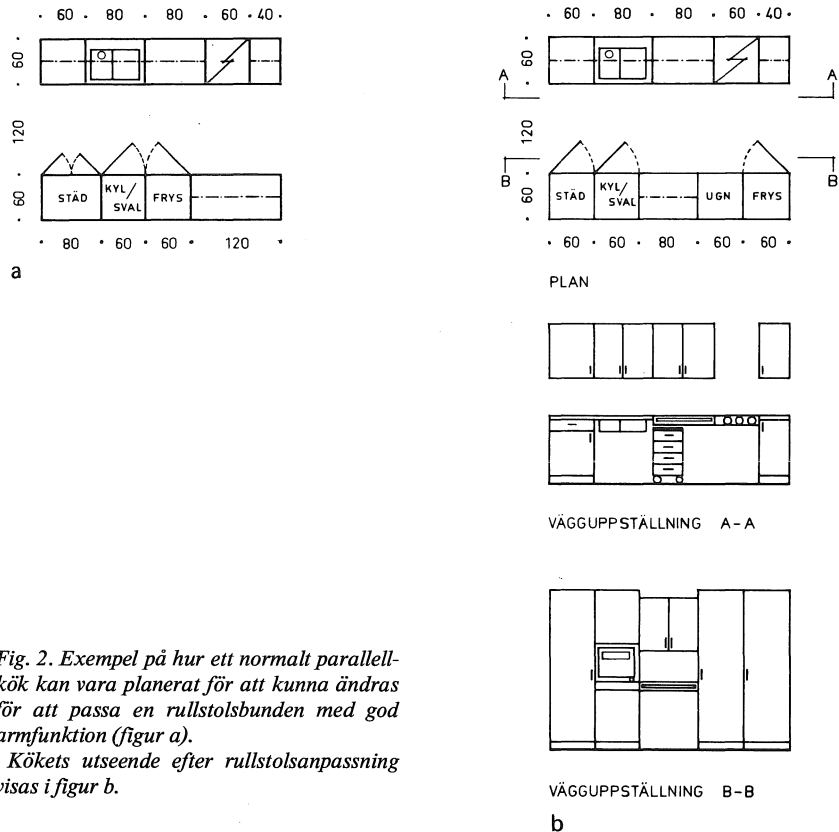 60 80 80 60 40
60
120
60
STÄD KYL/ SVAL FRYS
80 60 60 120
a
60 80 80 60 40
60
A A
120
B B
60
STÄD KYL/ SVAL UGN FRYS
60 60 80 60 60
PLAN
VÄGGUPPSTÄLLNING A-A
VÄGGUPPSTÄLLNING B-B
b
Fig. 2. Exempel på hur ett normalt parallell-
kök kan vara planerat för att kunna ändras
för att passa en rullstolsbunden med god
armfunktion (figur a).
Kökets utseende efter rullstolsanpassning
visas i figur b.